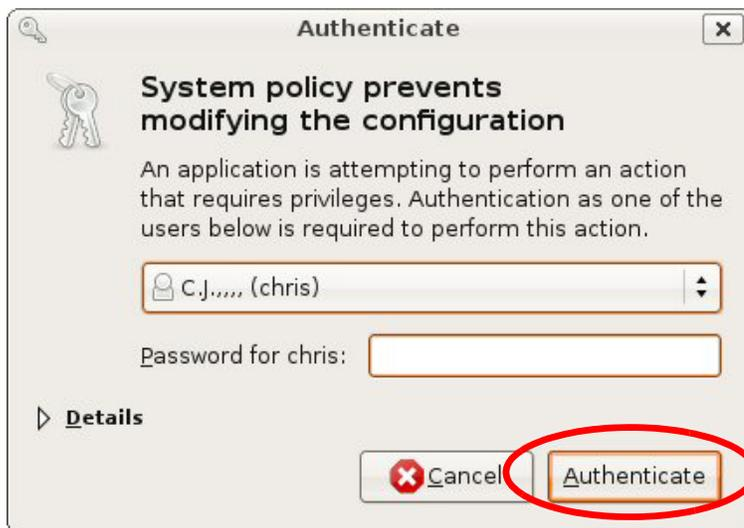 Authenticate
System policy prevents
modifying the configuration
An application is attempting to perform an action
that requires privileges. Authentication as one of the
users below is required to perform this action.
C.J.,,,, (chris)
Password for chris:
Details
Cancel Authenticate